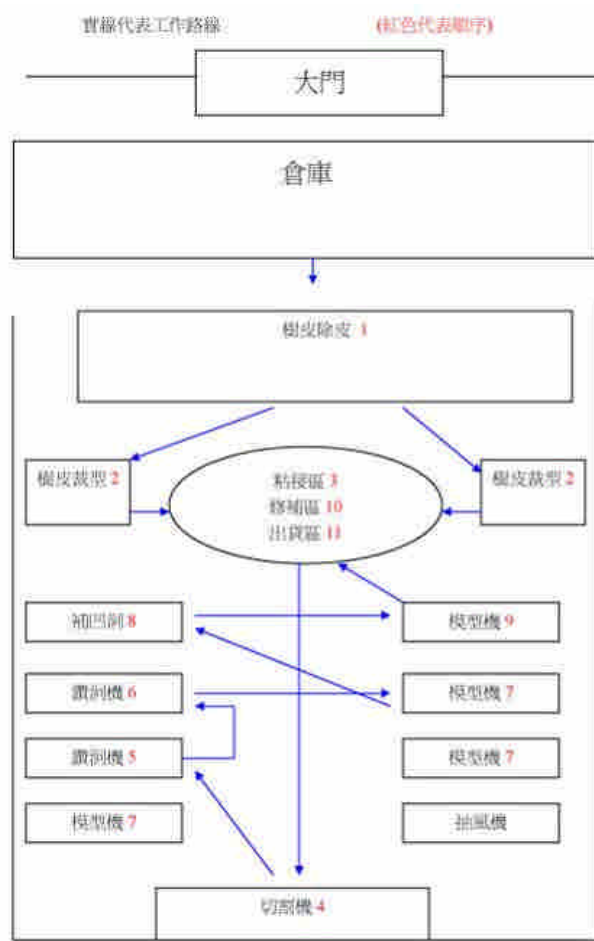 實線代表工作路線 (紅色代表順序)
大門
倉庫
樹皮除皮 1
樹皮裁型 2
粘接區 3
修補區 10
出貨區 11
樹皮裁型 2
補凹洞 8
模型機 9
鑽洞機 6
模型機 7
鑽洞機 5
模型機 7
模型機 7
抽風機
切割機 4